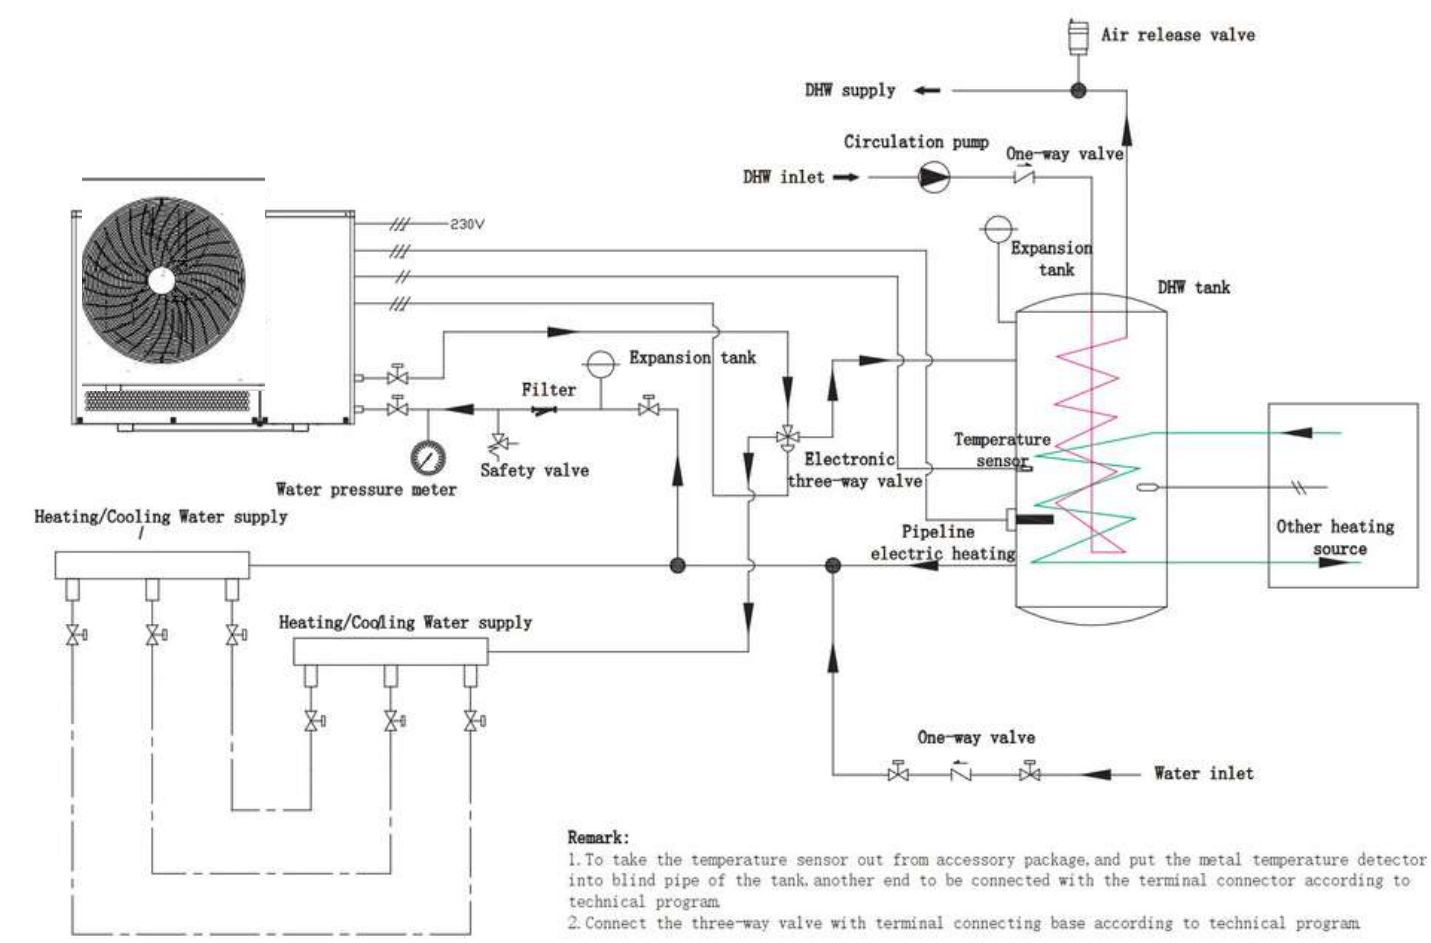 Air release valve
DHW supply
Circulation pump
One-way valve
DHW inlet
230V
Expansion
tank
DHW tank
Expansion tank
Filter
Temperature
sensor
Electronic
three-way valve
Safety valve
Water pressure meter
Heating/Cooling Water supply
Pipeline
electric heating
Other heating
source
Heating/Cooling Water supply
One-way valve
Water inlet
Remark:
1.To take the temperature sensor out from accessory package,and put the metal temperature detector
into blind pipe of the tank,another end to be connected with the terminal connector according to
technical program.
2.Connect the three-way valve with terminal connecting base according to technical program.